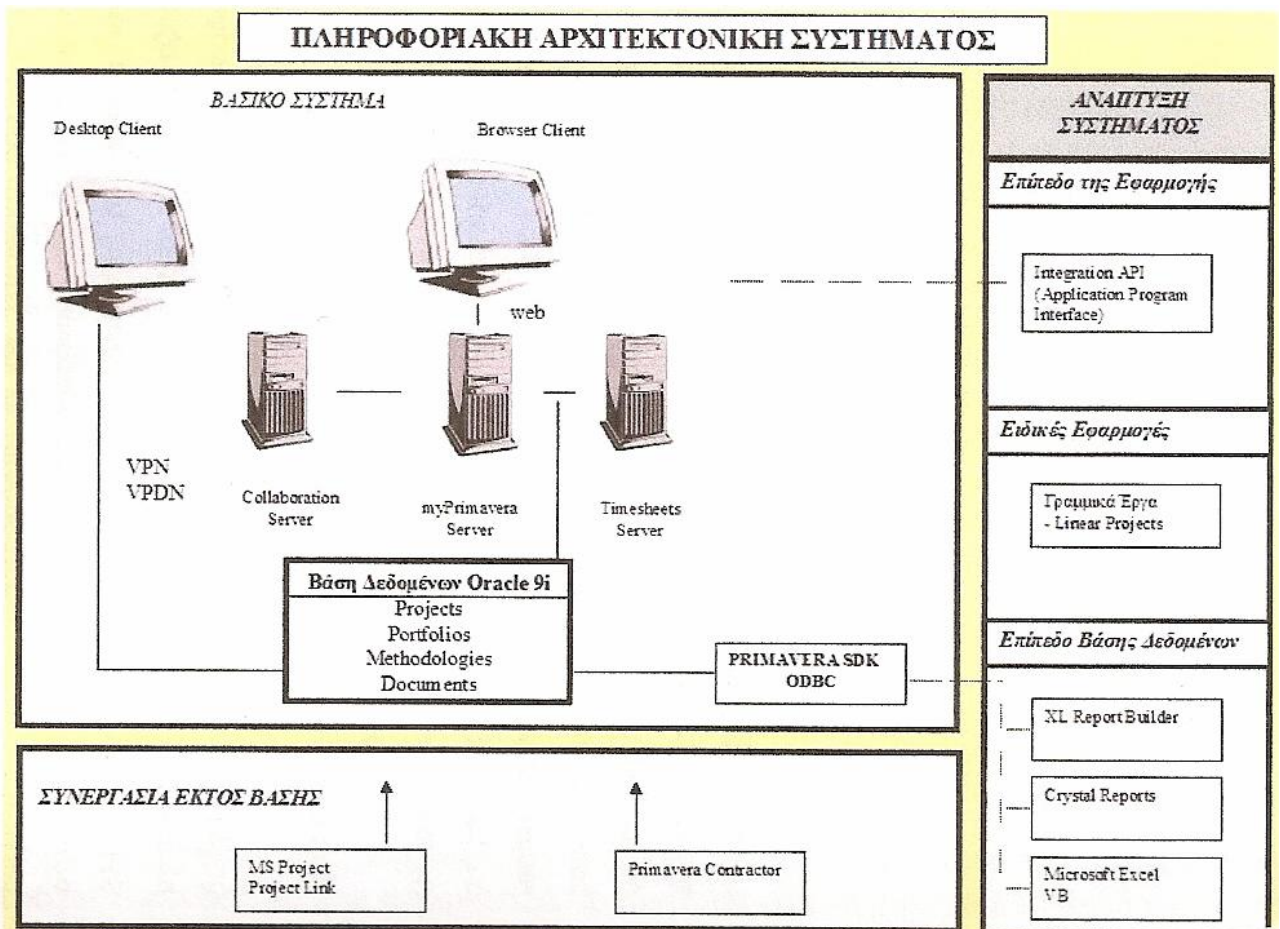 ΠΛΗΡΟΦΟΡΙΑΚΗ ΑΡΧΙΤΕΚΤΟΝΙΚΗ ΣΥΣΤΗΜΑΤΟΣ
ΒΑΣΙΚΟ ΣΥΣΤΗΜΑ
Desktop Client
Browser Client
web
VPN
VPDN
Collaboration
Server
myPrimavera
Server
Timesheets
Server
Βάση Δεδομένων Oracle 9i
Projects
Portfolios
Methodologies
Documents
PRIMAVERA SDK
ODBC
ΣΥΝΕΡΓΑΣΙΑ ΕΚΤΟΣ ΒΑΣΗΣ
MS Project
Project Link
Primavera Contractor
ΑΝΑΠΤΥΞΗ
ΣΥΣΤΗΜΑΤΟΣ
Επίπεδο της Εφαρμογής
Integration API
(Application Program
Interface)
Ειδικές Εφαρμογές
Γραμμικά Έργα
- Linear Projects
Επίπεδο Βάσης Δεδομένων
XL Report Builder
Crystal Reports
Microsoft Excel
VB